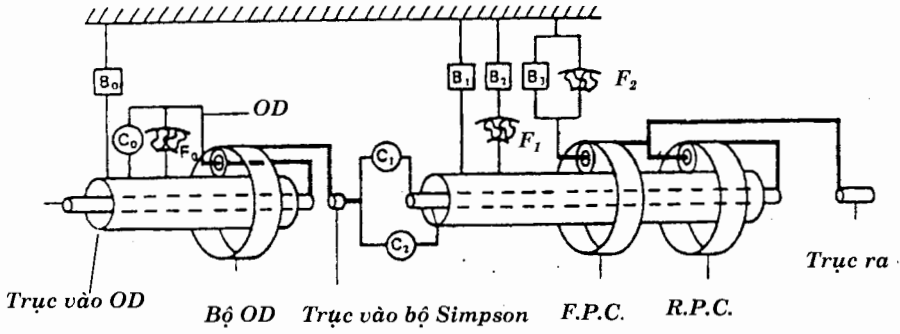 B₀
B₁
B₂
B₃
F₂
OD
C₀
F₀
F₁
C₁
C₂
Trục vào OD
Bộ OD
Trục vào bộ Simpson
F.P.C.
R.P.C.
Trục ra